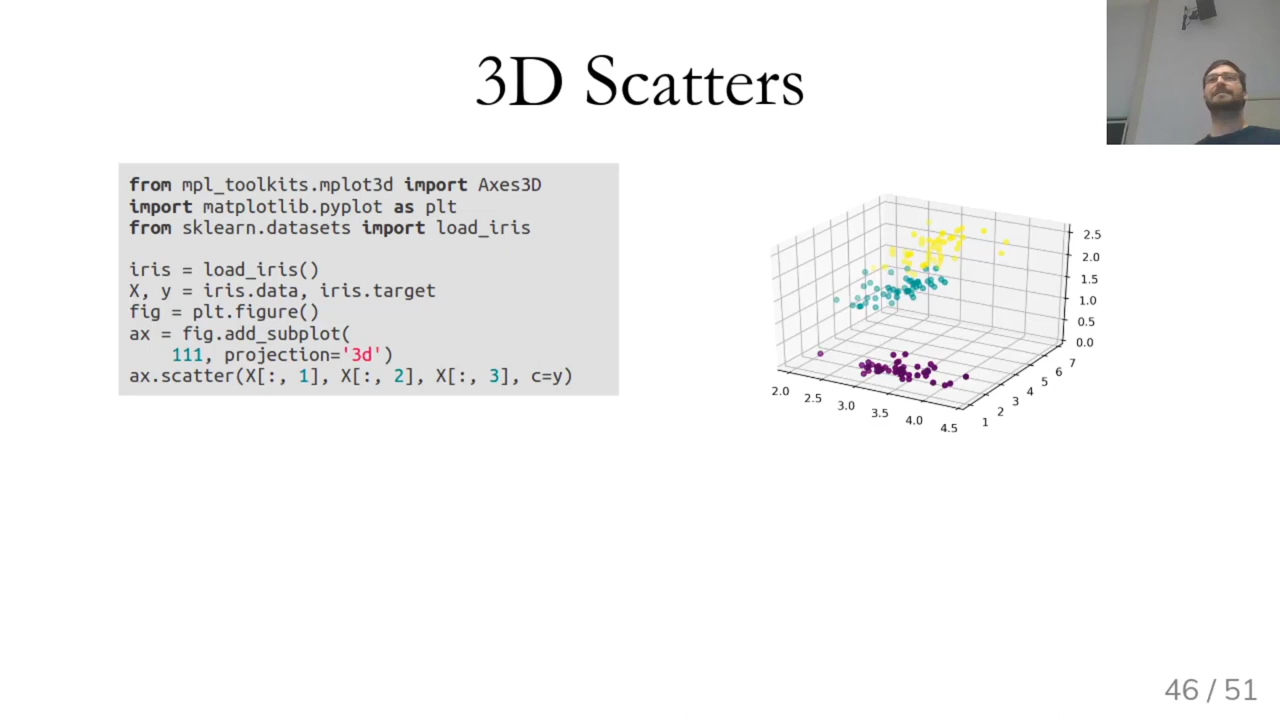 3D Scatters
from mpl_toolkits.mplot3d import Axes3D
import matplotlib.pyplot as plt
from sklearn.datasets import load_iris
iris = load_iris()
X, y = iris.data, iris.target
fig = plt.figure()
ax = fig.add_subplot(
    111, projection='3d')
ax.scatter(X[:, 1], X[:, 2], X[:, 3], c=y)
2.5
2.0
1.5
1.0
0.5
0.0
2.0 2.5 3.0 3.5 4.0 4.5
1 2 3 4 5 6 7
46 / 51